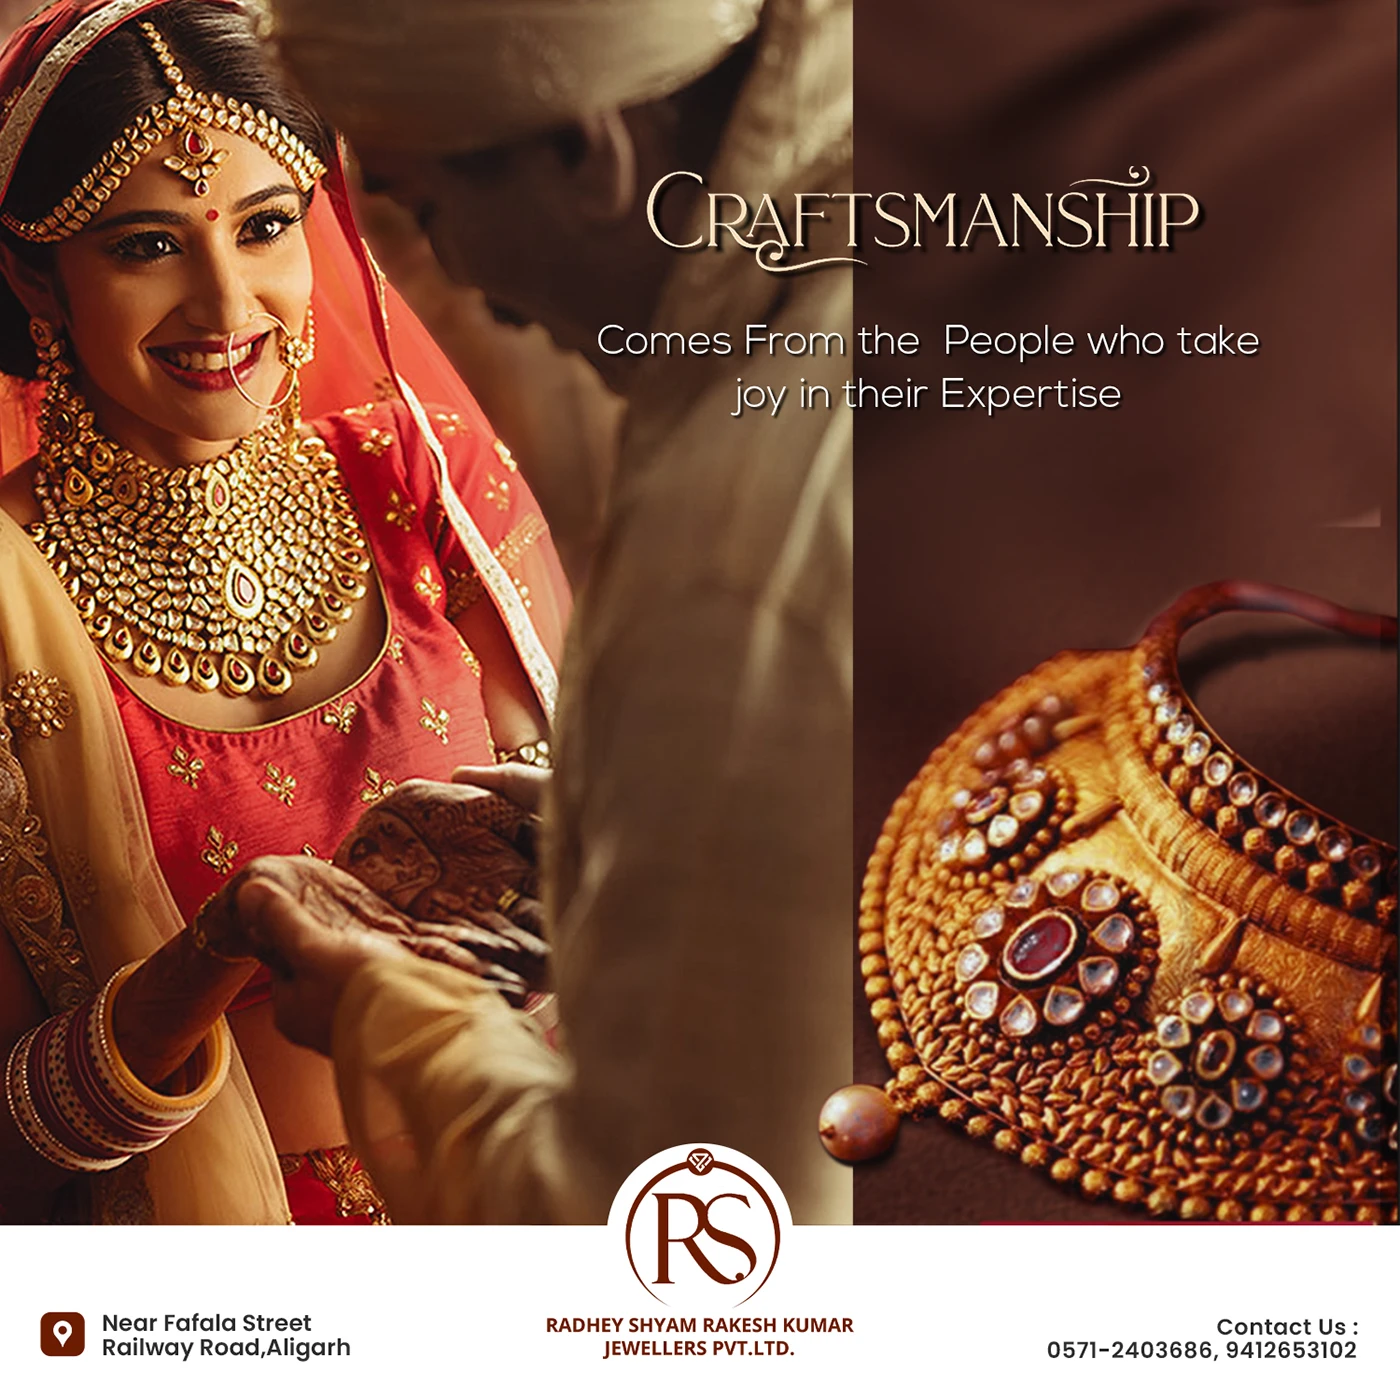 CRAFTSMANSHIP
Comes From the People who take
joy in their Expertise
RS
RADHEY SHYAM RAKESH KUMAR
JEWELLERS PVT.LTD.
Near Fafala Street
Railway Road,Aligarh
Contact Us :
0571-2403686, 9412653102